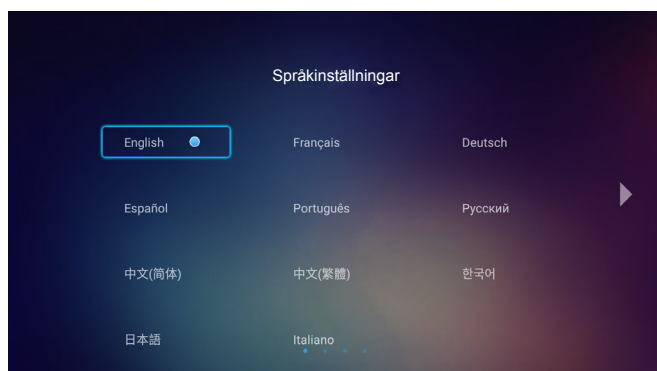 Språkinställningar
English Français Deutsch
Español Português Русский
中文(简体) 中文(繁體) 한국어
日本語 Italiano